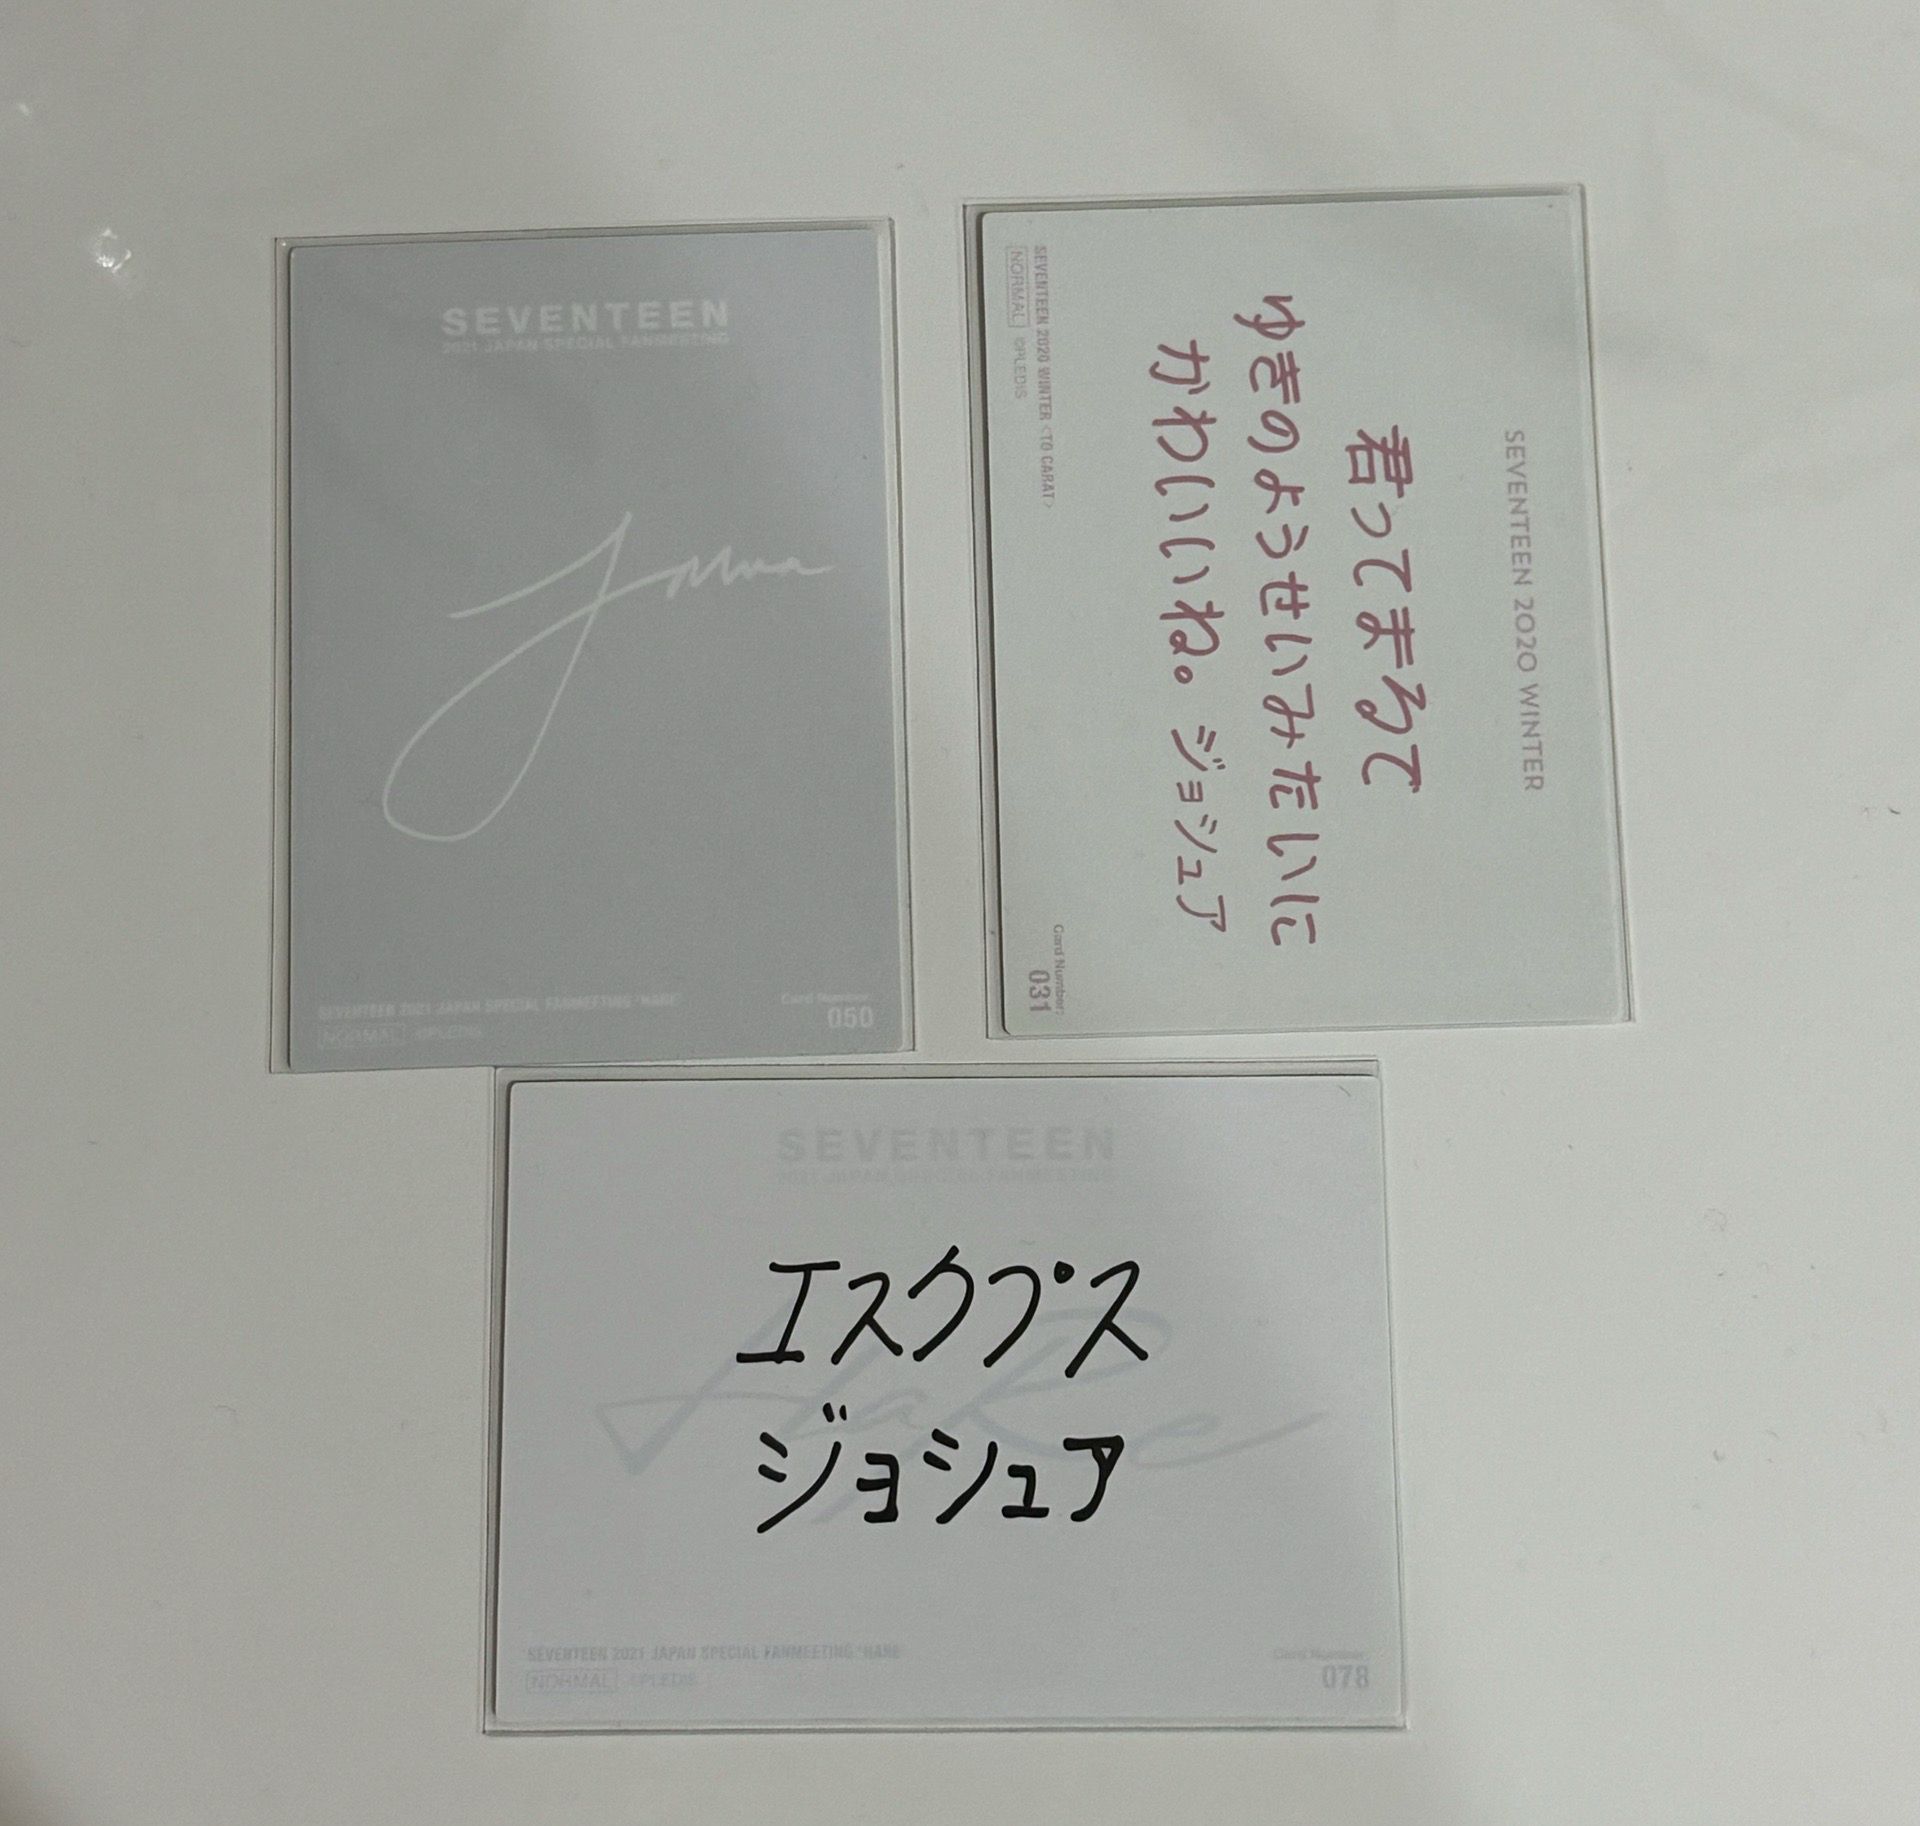 SEVENTEEN
2021 JAPAN SPECIAL FANMEETING
Joshua
SEVENTEEN 2021 JAPAN SPECIAL FANMEETING 'HARE'
NORMAL ©PLEDIS
Card Number:
050
SEVENTEEN 2020 WINTER
君ってまるで
ゆきのようせいみたいに
かわいいね。ジョシュア
SEVENTEEN 2020 WINTER <TO CARAT>
NORMAL ©PLEDIS
Card Number:
031
SEVENTEEN
2021 JAPAN SPECIAL FANMEETING
HaRe
エスクプス
ジョシュア
SEVENTEEN 2021 JAPAN SPECIAL FANMEETING 'HARE'
NORMAL ©PLEDIS
Card Number:
078